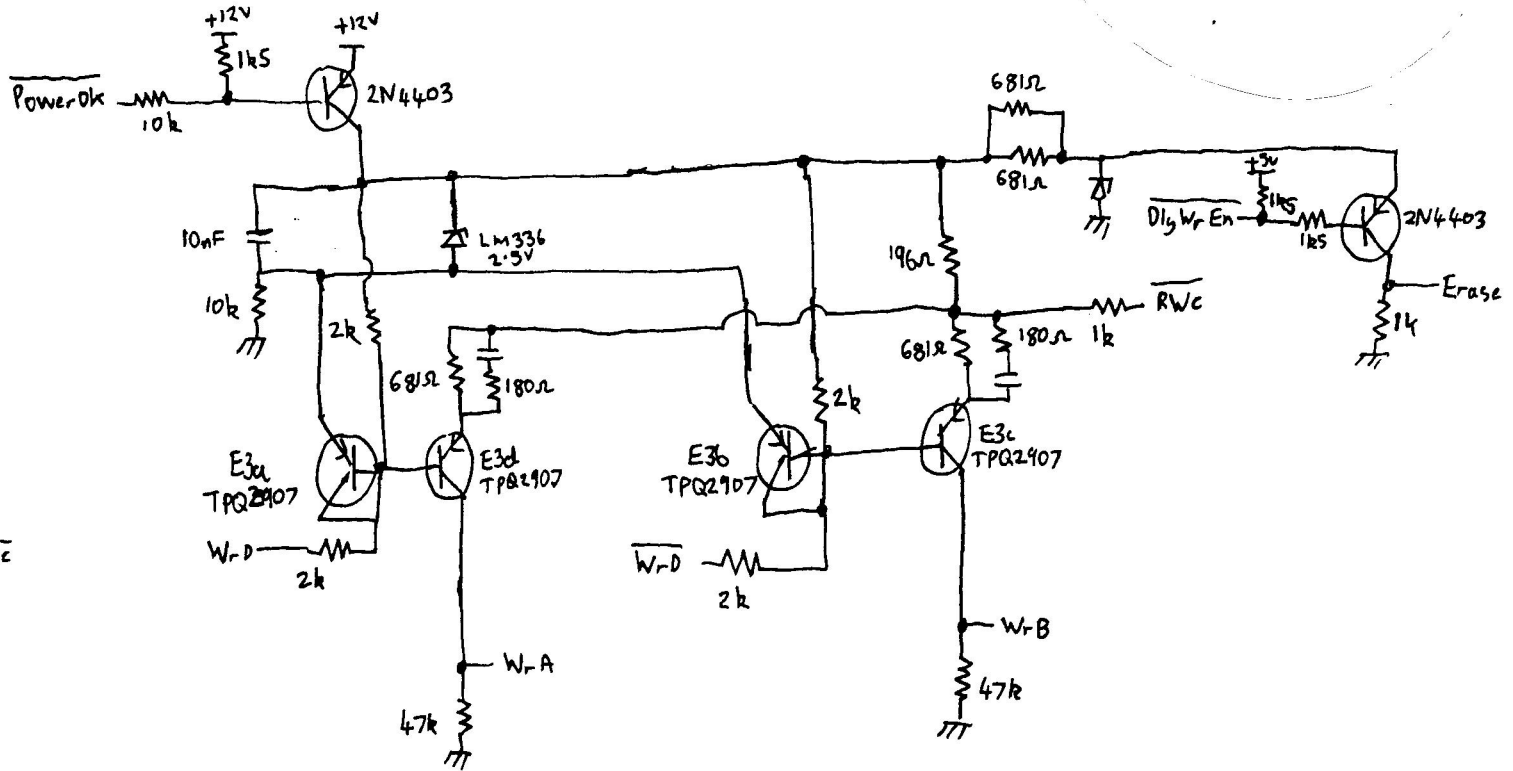 +12v
+12v
1k5
PowerOk
10k
2N4403
681Ω
681Ω
+5v
1k5
DlyWrEn
1k5
2N4403
Erase
1k
10nF
LM336
2.5V
10k
2k
196Ω
RWc
1k
681Ω
180Ω
681Ω
180Ω
2k
E3a
TPQ2907
E3d
TPQ2907
E3b
TPQ2907
E3c
TPQ2907
WrD
2k
WrD
2k
WrA
47k
WrB
47k
c